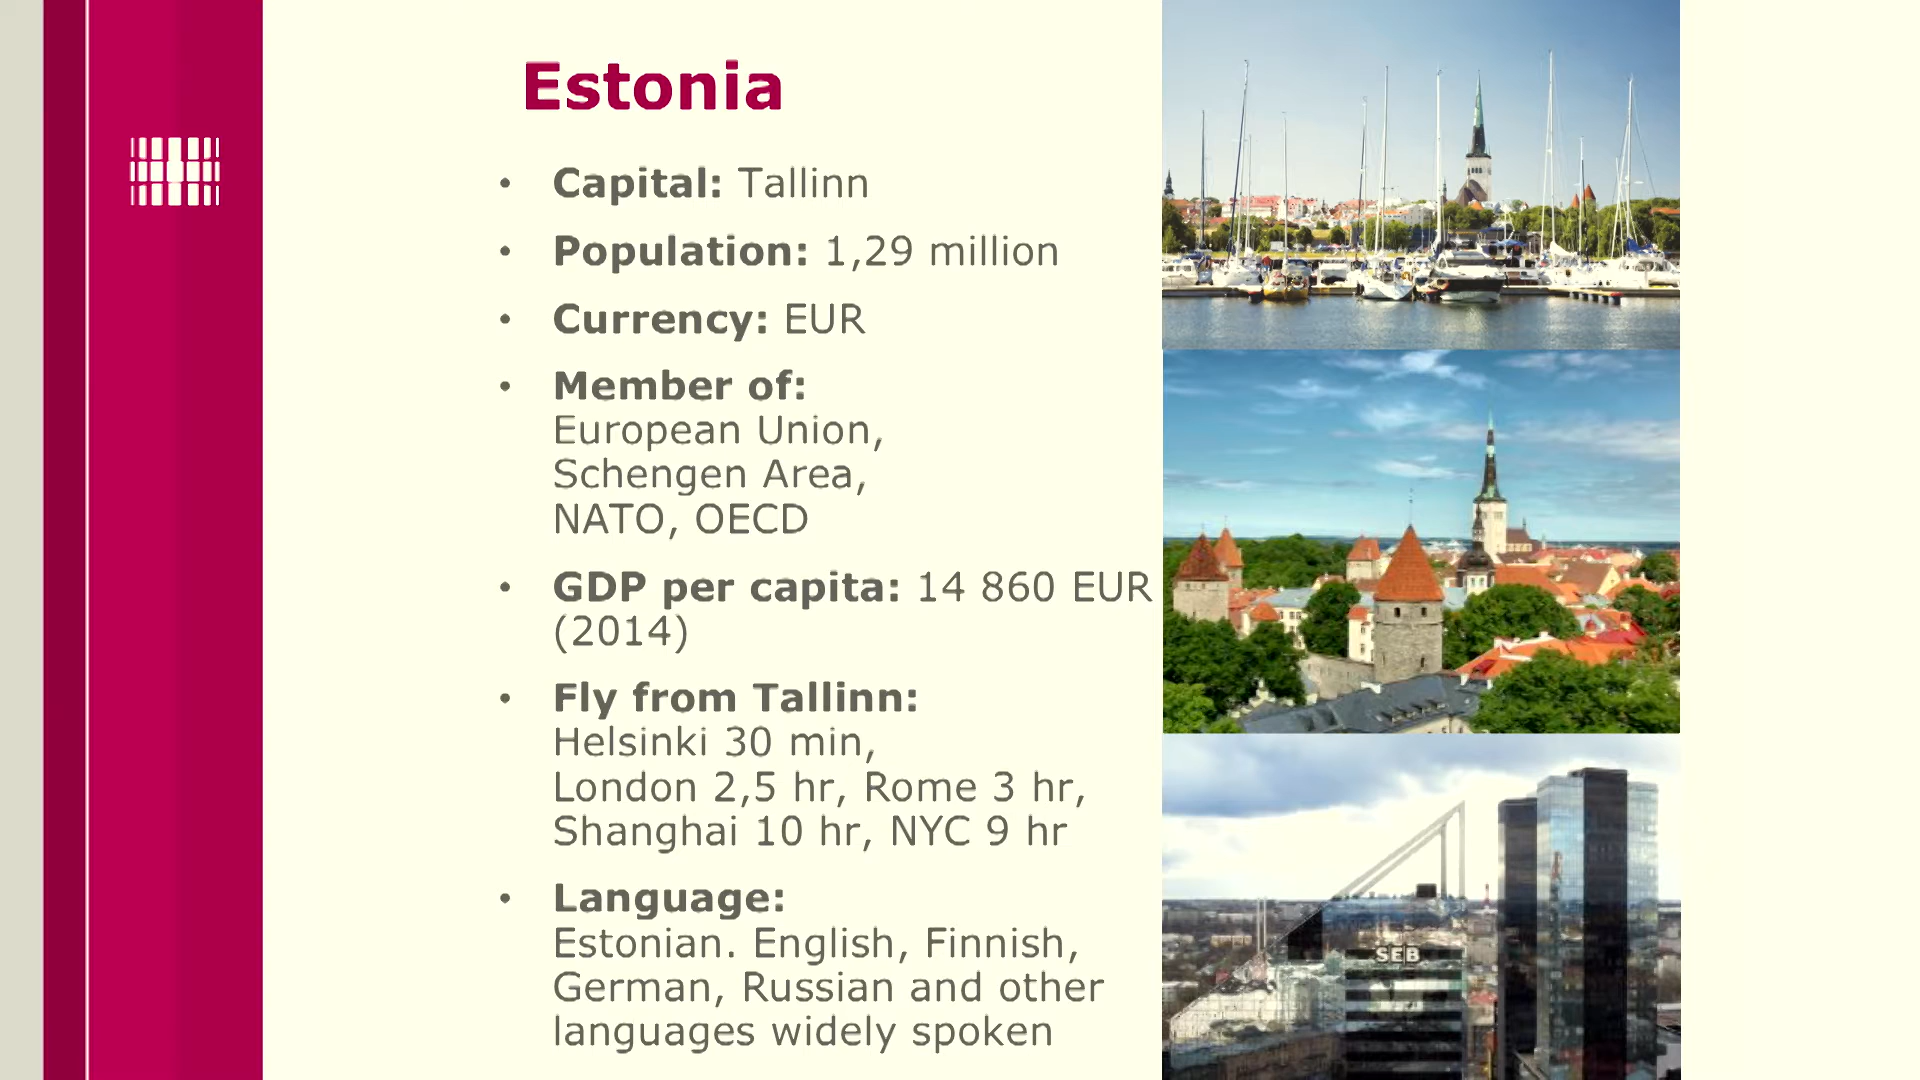 Estonia
• Capital: Tallinn
• Population: 1,29 million
• Currency: EUR
• Member of:
European Union,
Schengen Area,
NATO, OECD
• GDP per capita: 14 860 EUR
(2014)
• Fly from Tallinn:
Helsinki 30 min,
London 2,5 hr, Rome 3 hr,
Shanghai 10 hr, NYC 9 hr
• Language:
Estonian. English, Finnish,
German, Russian and other
languages widely spoken
SEB